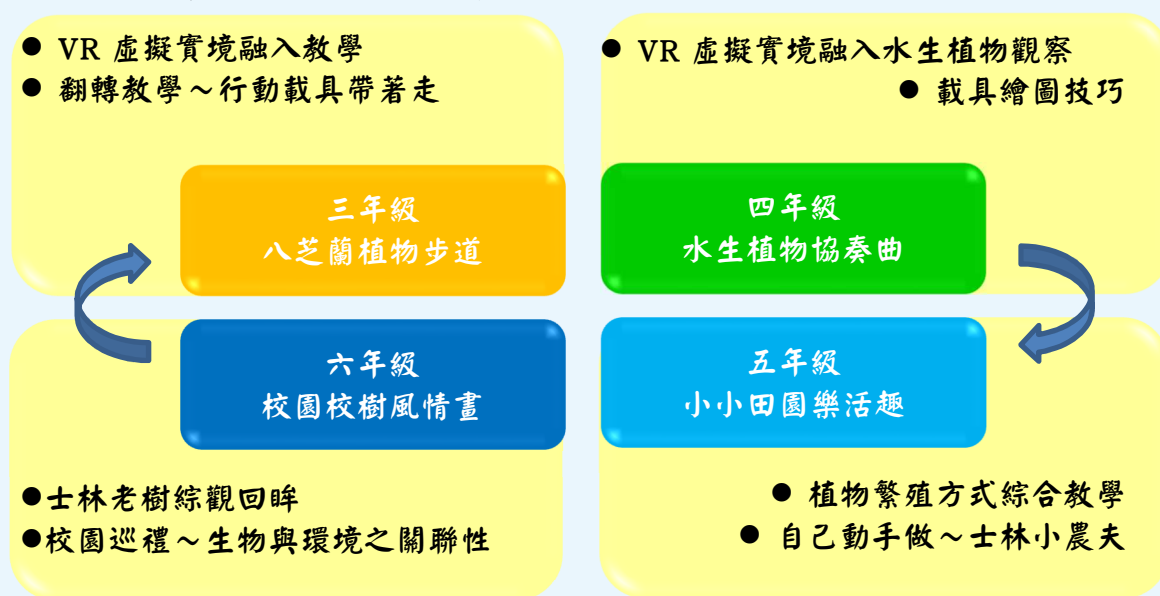 ● VR 虛擬實境融入教學
● 翻轉教學～行動載具帶著走
三年級
八芝蘭植物步道
● VR 虛擬實境融入水生植物觀察
● 載具繪圖技巧
四年級
水生植物協奏曲
六年級
校園校樹風情畫
●士林老樹綜觀回眸
●校園巡禮～生物與環境之關聯性
五年級
小小田園樂活趣
● 植物繁殖方式綜合教學
● 自己動手做～士林小農夫